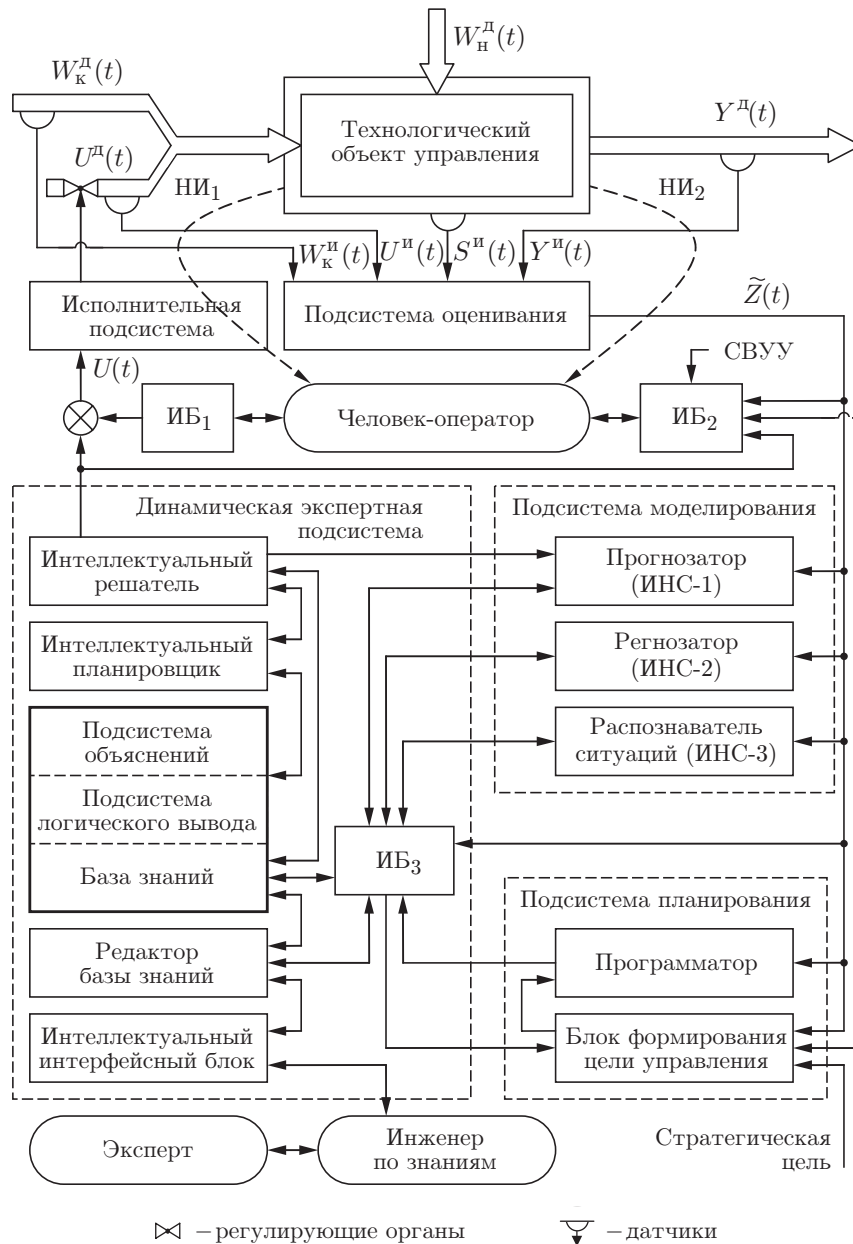 W_н^д(t)
W_к^д(t)
Y^д(t)
Технологический
объект управления
U^д(t)
НИ₁
НИ₂
W_к^и(t)
U^и(t)
S^и(t)
Y^и(t)
Исполнительная
подсистема
Подсистема оценивания
Z̃(t)
U(t)
СВУУ
ИБ₁
Человек-оператор
ИБ₂
Динамическая экспертная
подсистема
Подсистема моделирования
Интеллектуальный
решатель
Прогнозатор
(ИНС-1)
Интеллектуальный
планировщик
Регнозатор
(ИНС-2)
Подсистема
объяснений
Распознаватель
ситуаций (ИНС-3)
Подсистема
логического вывода
ИБ₃
База знаний
Подсистема планирования
Редактор
базы знаний
Программатор
Интеллектуальный
интерфейсный блок
Блок формирования
цели управления
Эксперт
Инженер
по знаниям
Стратегическая
цель
– регулирующие органы
– датчики